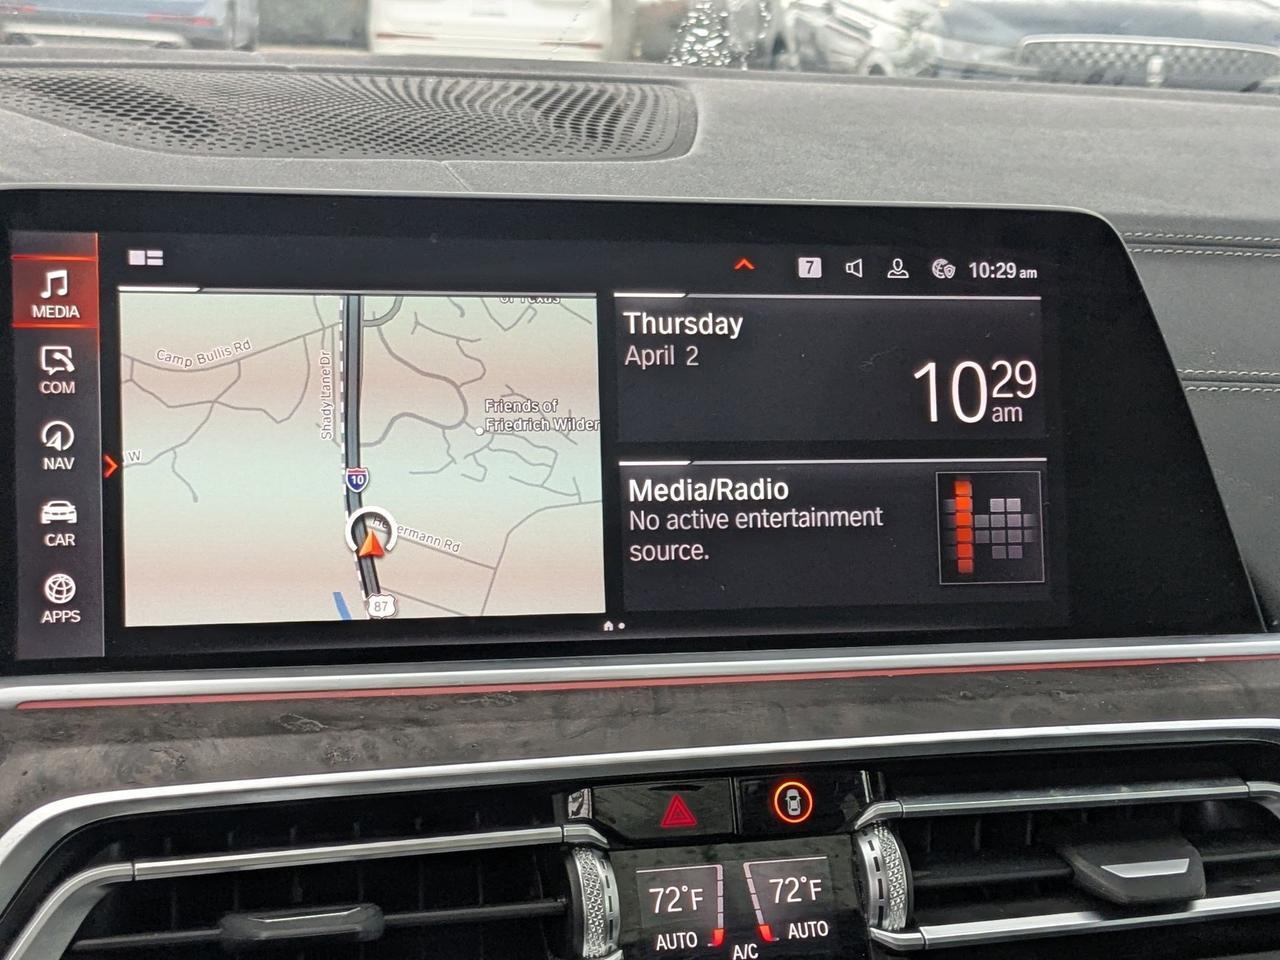 7
10:29 am
MEDIA
COM
NAV
CAR
APPS
of Texas
Camp Bullis Rd
Shady Lane Dr
Friends of
Friedrich Wilder
W
10
ermann Rd
87
Thursday
April 2
10 29
am
Media/Radio
No active entertainment
source.
72°F
72°F
AUTO
A/C
AUTO